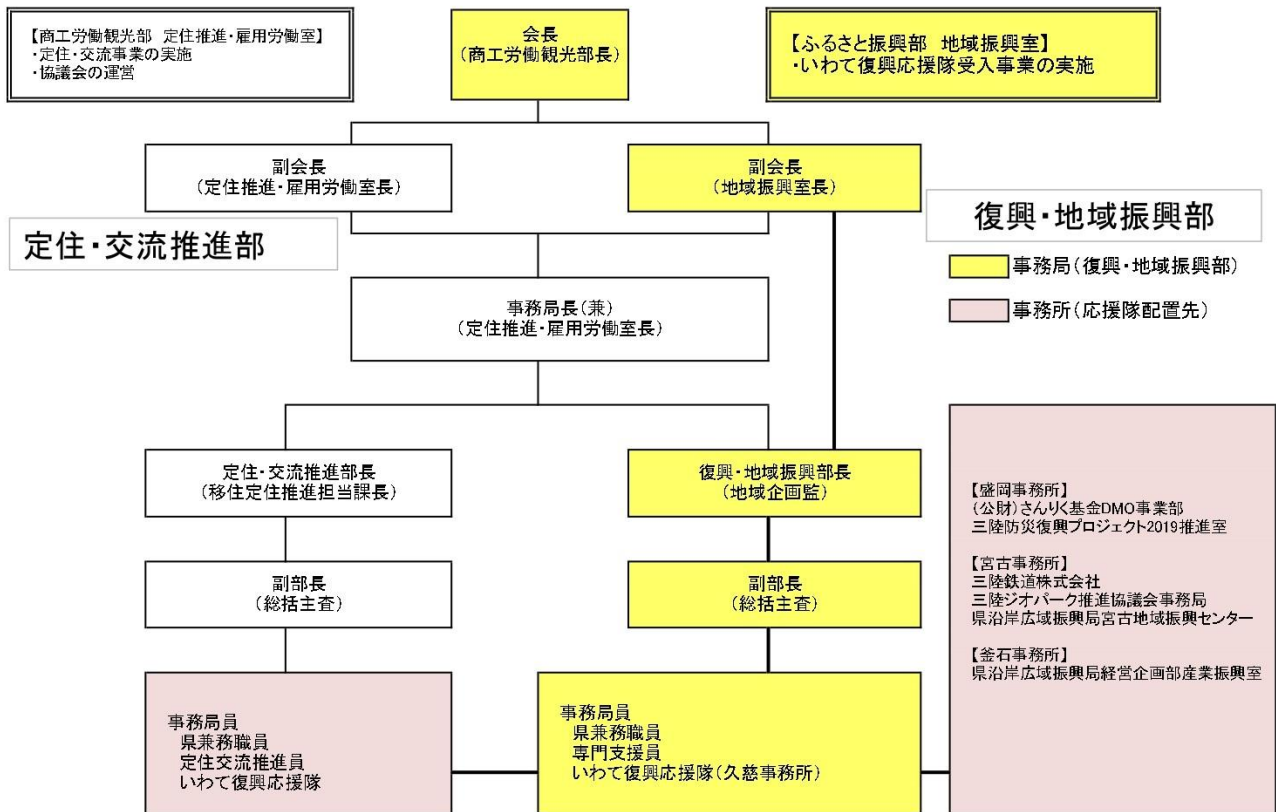 【商工労働観光部 定住推進・雇用労働室】
・定住・交流事業の実施
・協議会の運営
会長
(商工労働観光部長)
【ふるさと振興部 地域振興室】
・いわて復興応援隊受入事業の実施
副会長
(定住推進・雇用労働室長)
副会長
(地域振興室長)
定住・交流推進部
復興・地域振興部
事務局(復興・地域振興部)
事務所(応援隊配置先)
事務局長(兼)
(定住推進・雇用労働室長)
定住・交流推進部長
(移住定住推進担当課長)
復興・地域振興部長
(地域企画監)
副部長
(総括主査)
副部長
(総括主査)
事務局員
県兼務職員
定住交流推進員
いわて復興応援隊
事務局員
県兼務職員
専門支援員
いわて復興応援隊(久慈事務所)
【盛岡事務所】
(公財)さんりく基金DMO事業部
三陸防災復興プロジェクト2019推進室
【宮古事務所】
三陸鉄道株式会社
三陸ジオパーク推進協議会事務局
県沿岸広域振興局宮古地域振興センター
【釜石事務所】
県沿岸広域振興局経営企画部産業振興室